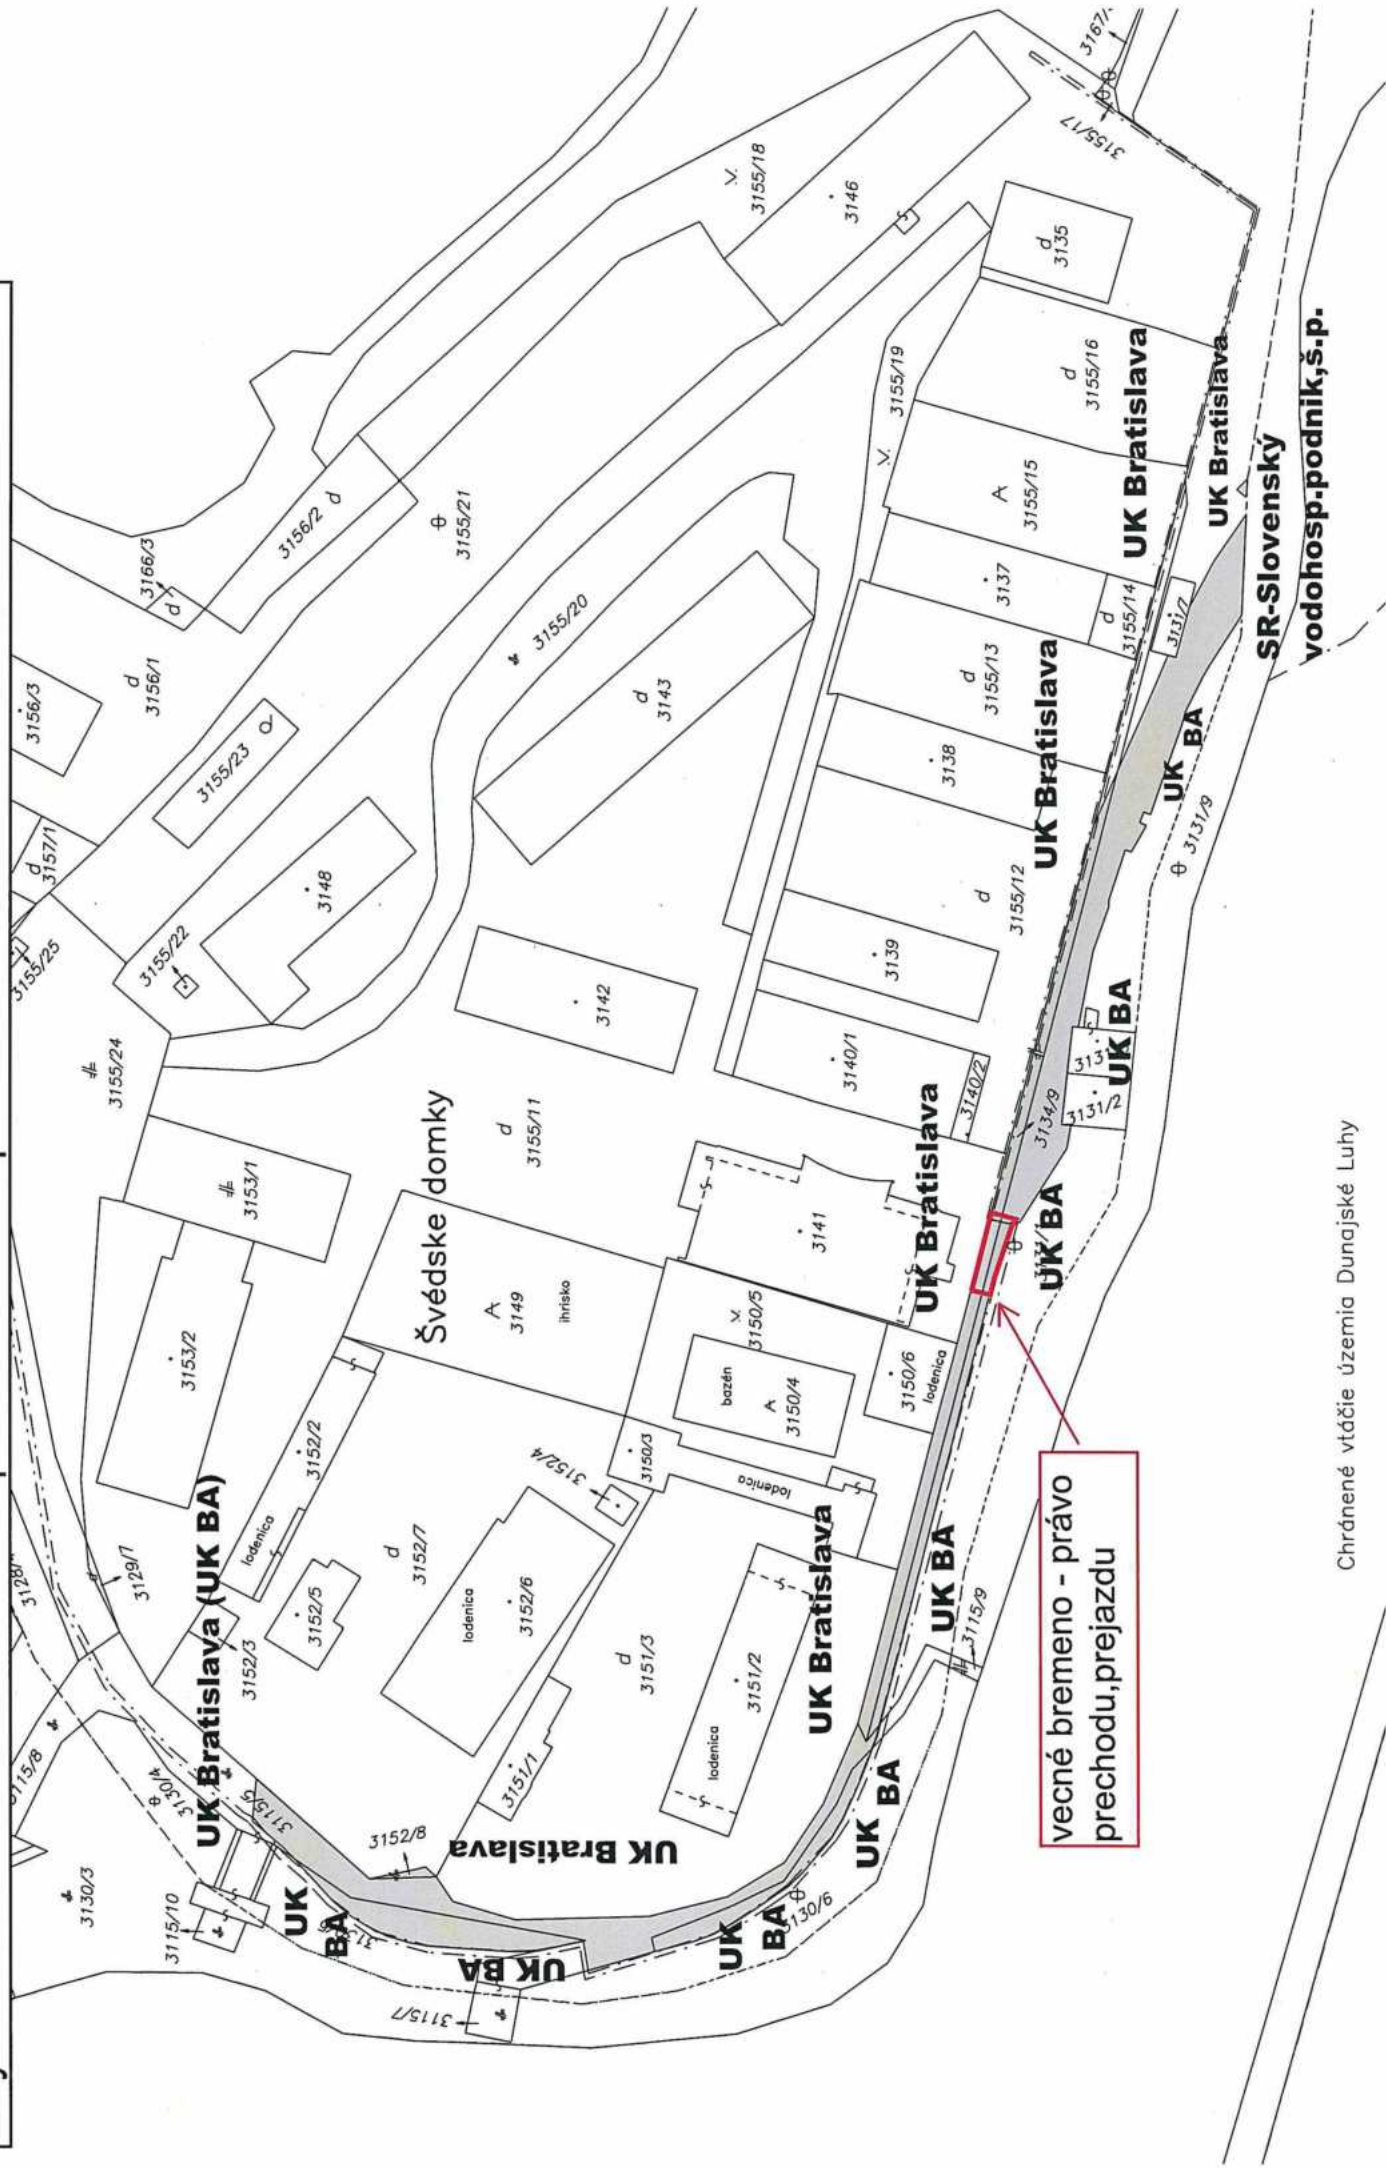 3128/
3115/8
3130/3
3130/4
3115/10
3115/5
3115/7
3129/7
3153/2
3153/1
3155/24
3155/25
3157/1
d
3156/3
3156/1
d
3166/3
d
3156/2 d
3155/23
3155/22
3148
3155/21
3155/20
3155/18
3146
3167/
3155/17
3155/19
3135
d
3155/16
d
3155/15
3137
3155/14
d
3155/13
d
3138
3155/12
d
3139
3140/1
3140/2
3142
3143
d
3155/11
d
Švédske domky
3149
ihrisko
3141
3150/5
bazén
3150/4
3150/6
lodenica
3150/3
lodenica
3152/4
3152/2
lodenica
3152/5
3152/3
3152/7
d
lodenica
3152/6
3151/3
d
3151/2
lodenica
3151/1
3152/8
3130/6
3115/9
3134/9
3131/2
3131/9
3131/7
UK Bratislava (UK BA)
UK Bratislava
UK Bratislava
UK Bratislava
UK Bratislava
UK Bratislava
UK Bratislava
UK
BA
UK BA
UK
BA
UK
BA
UK BA
UK BA
UK BA
UK
BA
SR-Slovenský
vodohosp.podnik,š.p.
vecné bremeno - právo
prechodu,prejazdu
Chránené vtáčie územia Dunajské Luhy